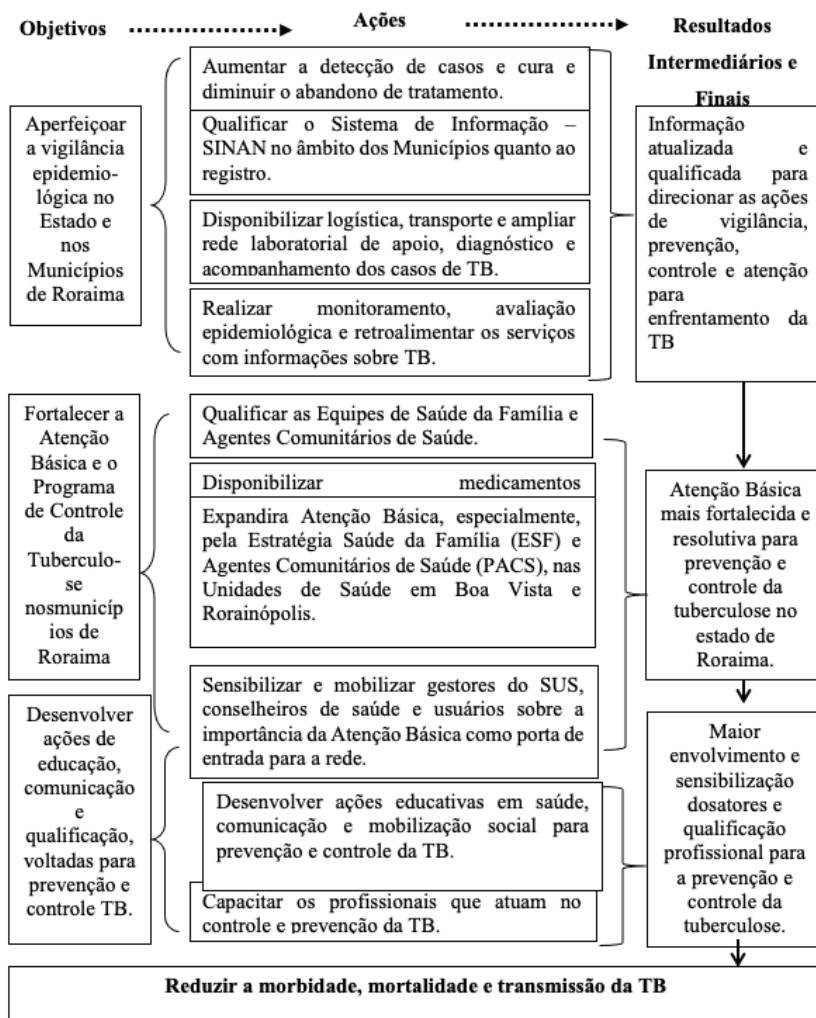 Objetivos
Ações
Resultados
Intermediários e
Finais
Aperfeiçoar
a vigilância
epidemio-
lógica no
Estado e
nos
Municípios
de Roraima
Aumentar a detecção de casos e cura e
diminuir o abandono de tratamento.
Qualificar o Sistema de Informação –
SINAN no âmbito dos Municípios quanto ao
registro.
Disponibilizar logística, transporte e ampliar
rede laboratorial de apoio, diagnóstico e
acompanhamento dos casos de TB.
Realizar monitoramento, avaliação
epidemiológica e retroalimentar os serviços
com informações sobre TB.
Informação
atualizada e
qualificada para
direcionar as ações
de vigilância,
prevenção,
controle e atenção
para
enfrentamento da
TB
Fortalecer a
Atenção
Básica e o
Programa
de Controle
da
Tuberculo-
se
nosmunicíp
ios de
Roraima
Qualificar as Equipes de Saúde da Família e
Agentes Comunitários de Saúde.
Disponibilizar medicamentos
Expandira Atenção Básica, especialmente,
pela Estratégia Saúde da Família (ESF) e
Agentes Comunitários de Saúde (PACS), nas
Unidades de Saúde em Boa Vista e
Rorainópolis.
Sensibilizar e mobilizar gestores do SUS,
conselheiros de saúde e usuários sobre a
importância da Atenção Básica como porta de
entrada para a rede.
Atenção Básica
mais fortalecida e
resolutiva para
prevenção e
controle da
tuberculose no
estado de
Roraima.
Desenvolver
ações de
educação,
comunicação
e
qualificação,
voltadas para
prevenção e
controle TB.
Desenvolver ações educativas em saúde,
comunicação e mobilização social para
prevenção e controle da TB.
Capacitar os profissionais que atuam no
controle e prevenção da TB.
Maior
envolvimento e
sensibilização
dosatores e
qualificação
profissional para
a prevenção e
controle da
tuberculose.
Reduzir a morbidade, mortalidade e transmissão da TB